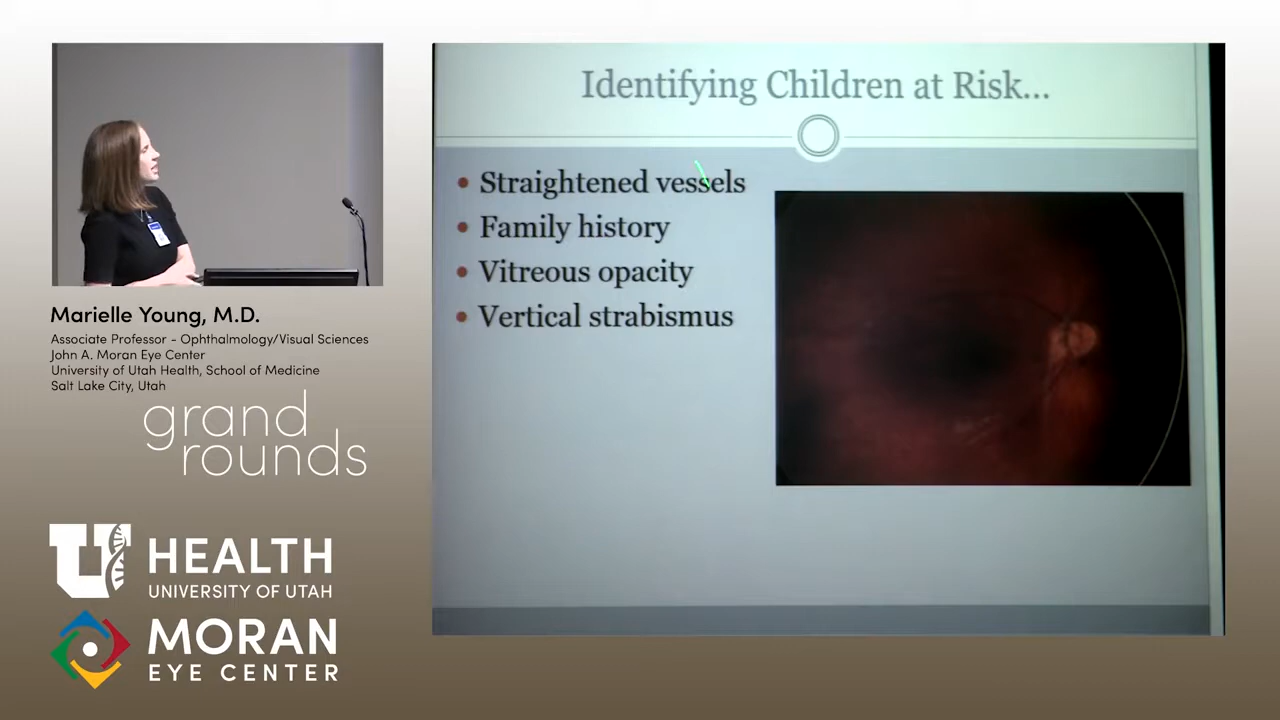 Identifying Children at Risk...
Straightened vessels
Family history
Vitreous opacity
Vertical strabismus
Marielle Young, M.D.
Associate Professor - Ophthalmology/Visual Sciences
John A. Moran Eye Center
University of Utah Health, School of Medicine
Salt Lake City, Utah
grand
rounds
U HEALTH
UNIVERSITY OF UTAH
MORAN
EYE CENTER